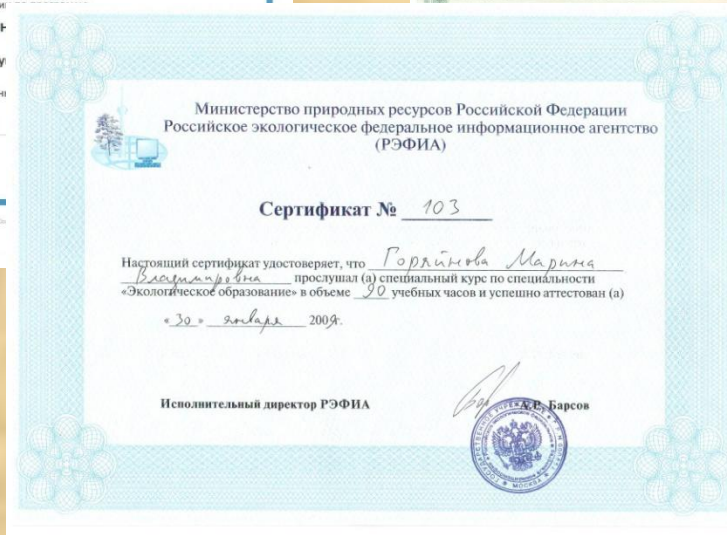 Министерство природных ресурсов Российской Федерации
Российское экологическое федеральное информационное агентство
(РЭФИА)
Сертификат № 103
Настоящий сертификат удостоверяет, что Горяйнова Марина
Владимировна прослушал (а) специальный курс по специальности
«Экологическое образование» в объеме 90 учебных часов и успешно аттестован (а)
«30» января 2009г.
Исполнительный директор РЭФИА А.Р. Барсов
МОСКВА